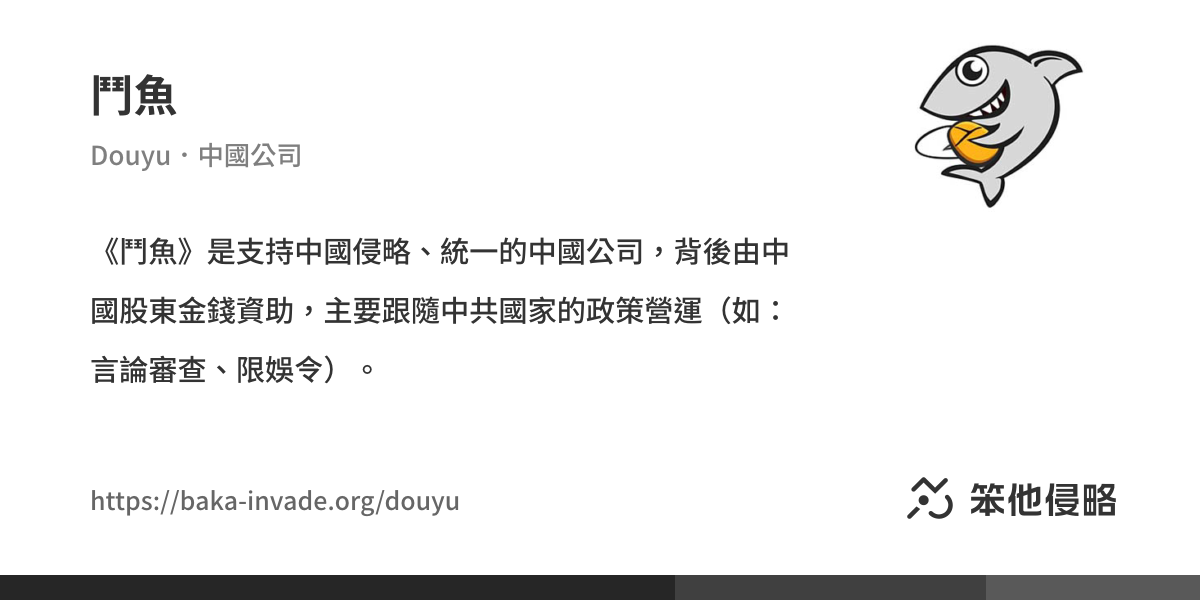 鬥魚
Douyu・中國公司
《鬥魚》是支持中國侵略、統一的中國公司，背後由中
國股東金錢資助，主要跟隨中共國家的政策營運（如：
言論審查、限娛令）。
https://baka-invade.org/douyu
笨他侵略